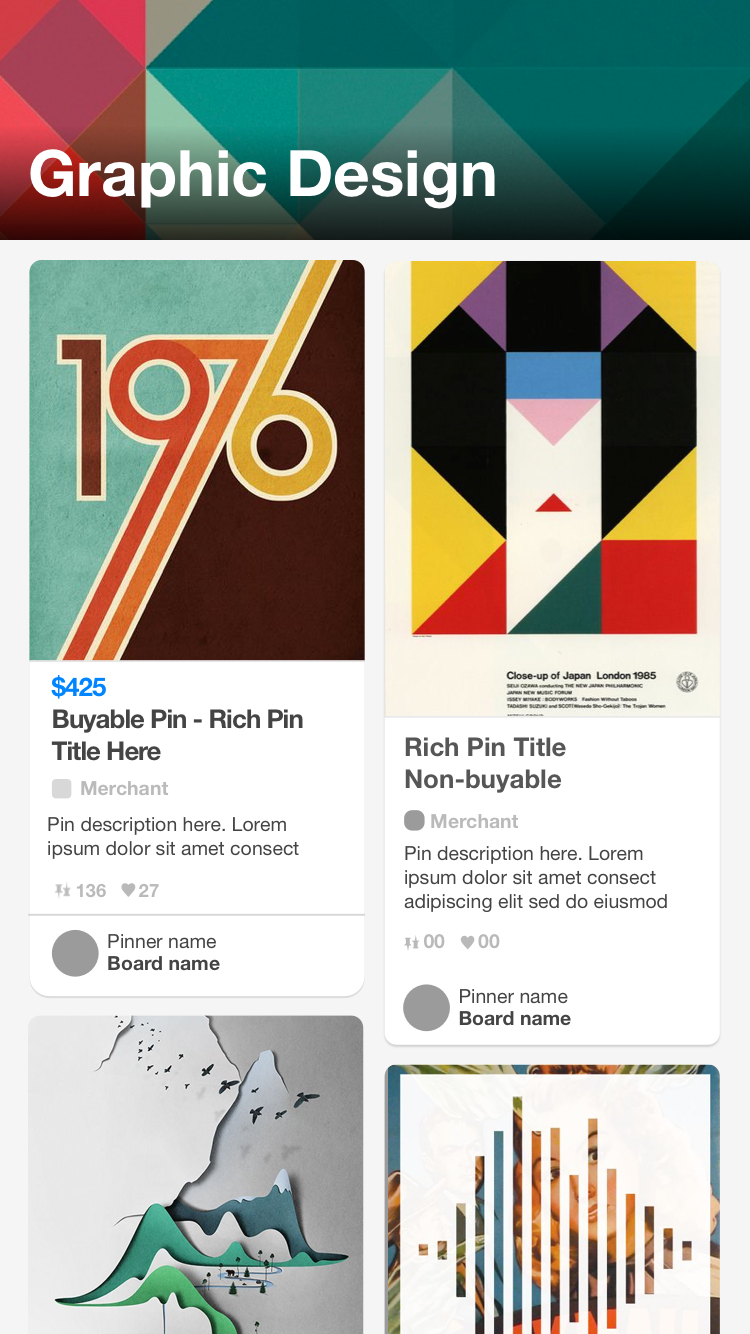 Graphic Design
1976
$425
Buyable Pin - Rich Pin
Title Here
Merchant
Pin description here. Lorem
ipsum dolor sit amet consect
136 27
Pinner name
Board name
Close-up of Japan London 1985
SEIJI OZAWA conducting THE NEW JAPAN PHILHARMONIC
JAPAN NEW MUSIC FORUM
ISSEY MIYAKE : BODYWORKS Fashion Without Taboos
TADASHI SUZUKI and SCOT The Trojan Women
Rich Pin Title
Non-buyable
Merchant
Pin description here. Lorem
ipsum dolor sit amet consect
adipiscing elit sed do eiusmod
00 00
Pinner name
Board name